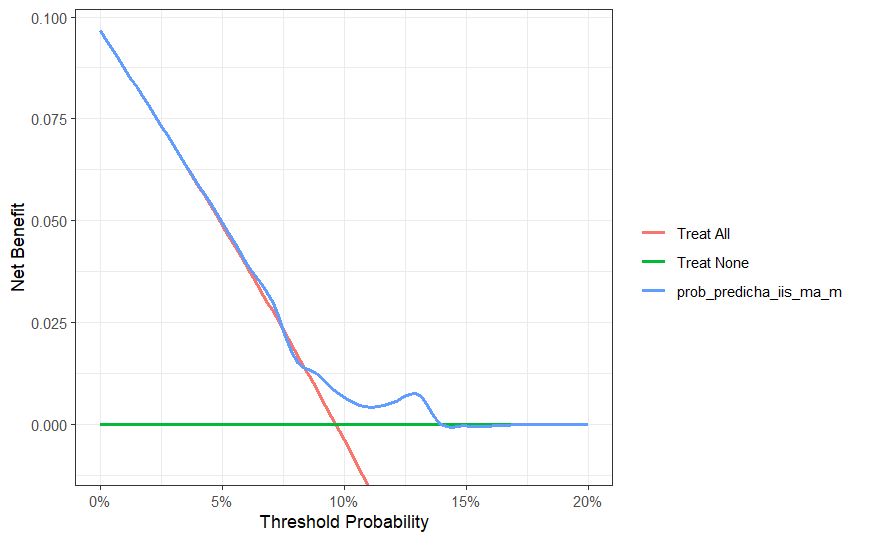 0.100
0.075
0.050
0.025
0.000
Net Benefit
0%
5%
10%
15%
20%
Threshold Probability
Treat All
Treat None
prob_predicha_iis_ma_m